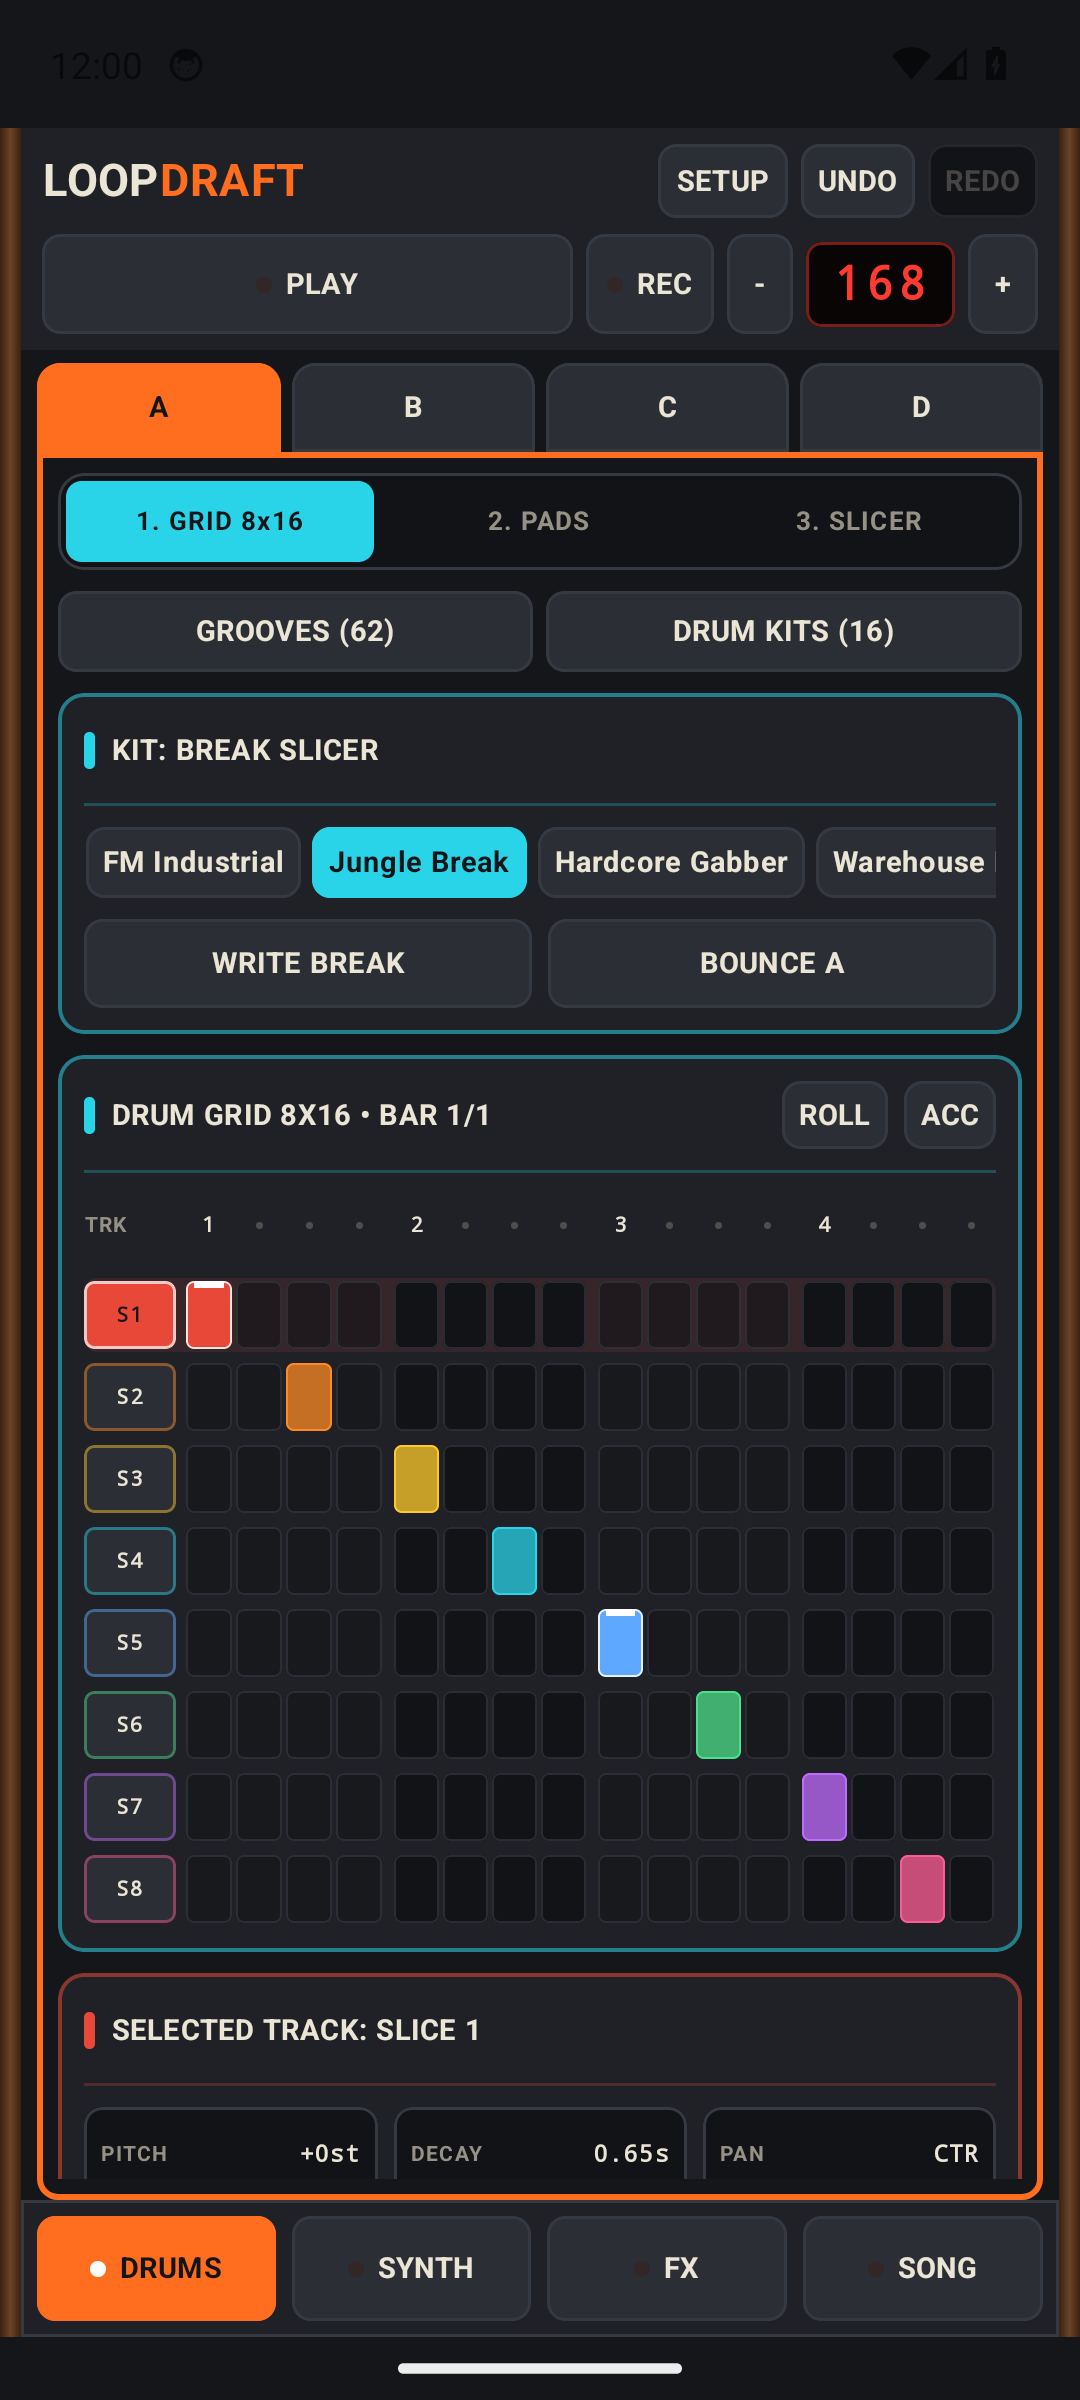 12:00
LOOPDRAFT
SETUP
UNDO
REDO
PLAY
REC
-
168
+
A
B
C
D
1. GRID 8x16
2. PADS
3. SLICER
GROOVES (62)
DRUM KITS (16)
KIT: BREAK SLICER
FM Industrial
Jungle Break
Hardcore Gabber
Warehouse
WRITE BREAK
BOUNCE A
DRUM GRID 8X16 • BAR 1/1
ROLL
ACC
TRK 1 • • • 2 • • • 3 • • • 4 • • •
S1
S2
S3
S4
S5
S6
S7
S8
SELECTED TRACK: SLICE 1
PITCH +0st
DECAY 0.65s
PAN CTR
DRUMS
SYNTH
FX
SONG